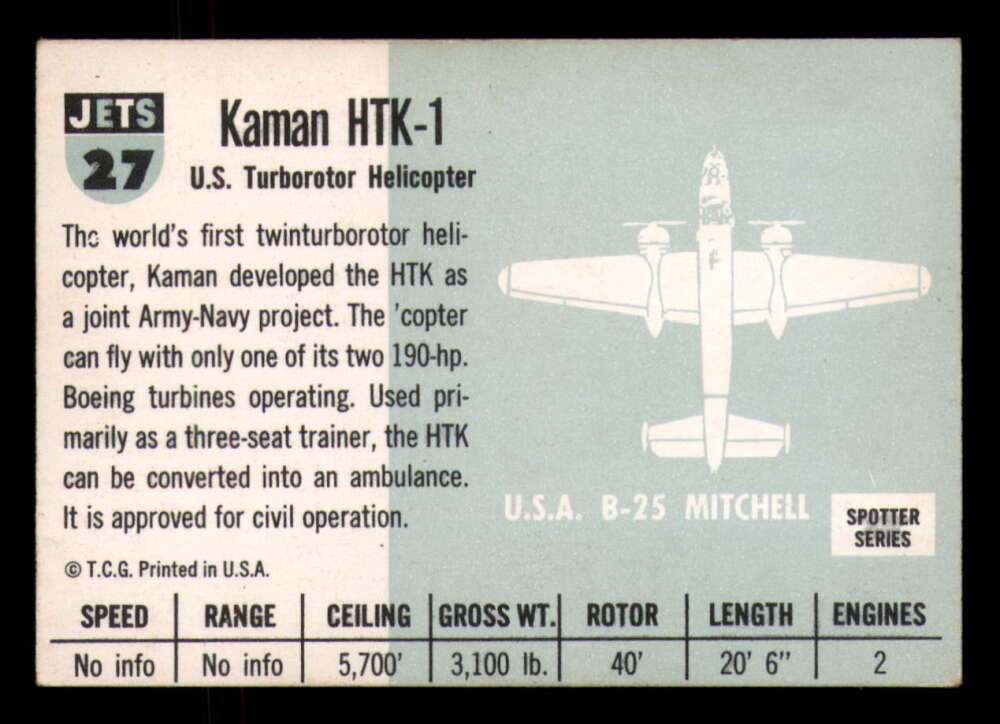 JETS
27
Kaman HTK-1
U.S. Turborotor Helicopter
The world's first twinturborotor heli-
copter, Kaman developed the HTK as
a joint Army-Navy project. The 'copter
can fly with only one of its two 190-hp.
Boeing turbines operating. Used pri-
marily as a three-seat trainer, the HTK
can be converted into an ambulance.
It is approved for civil operation.
© T.C.G. Printed in U.S.A.
U.S.A. B-25 MITCHELL
SPOTTER
SERIES
SPEED RANGE CEILING GROSS WT. ROTOR LENGTH ENGINES
No info No info 5,700' 3,100 lb. 40' 20' 6" 2